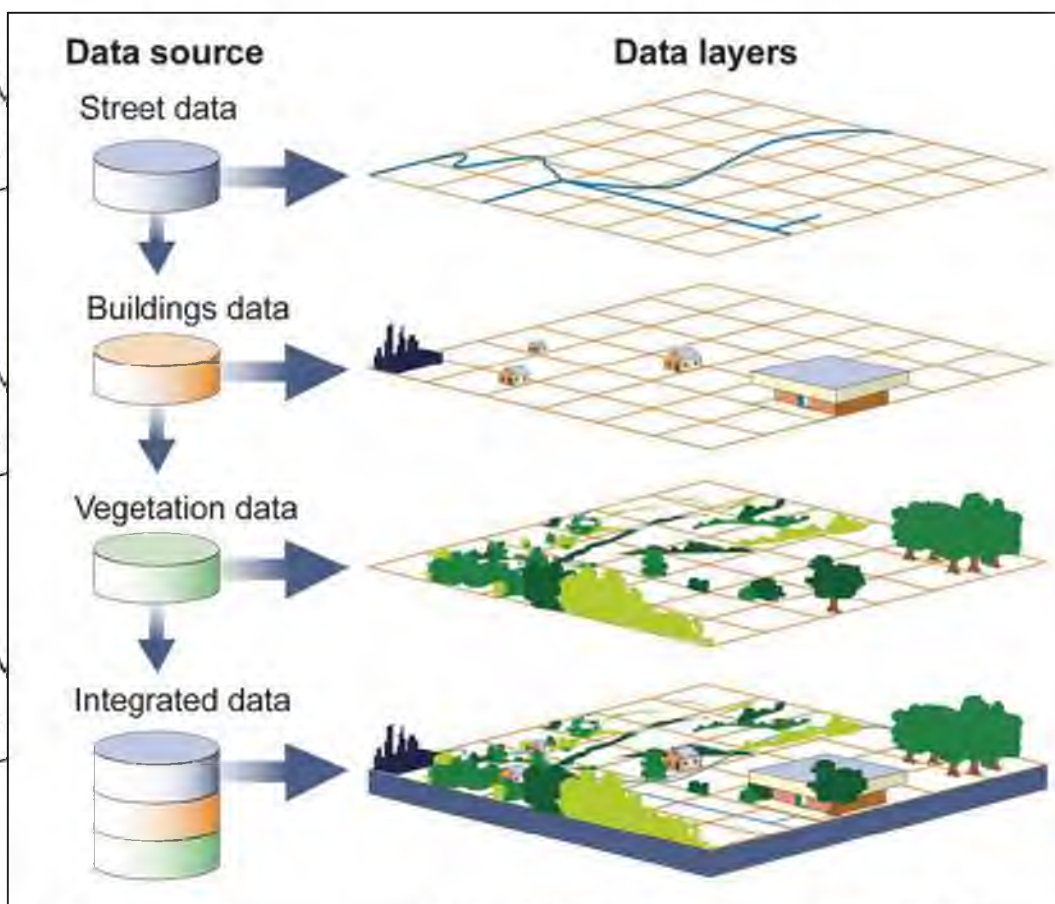 Data source
Data layers
Street data
Buildings data
Vegetation data
Integrated data